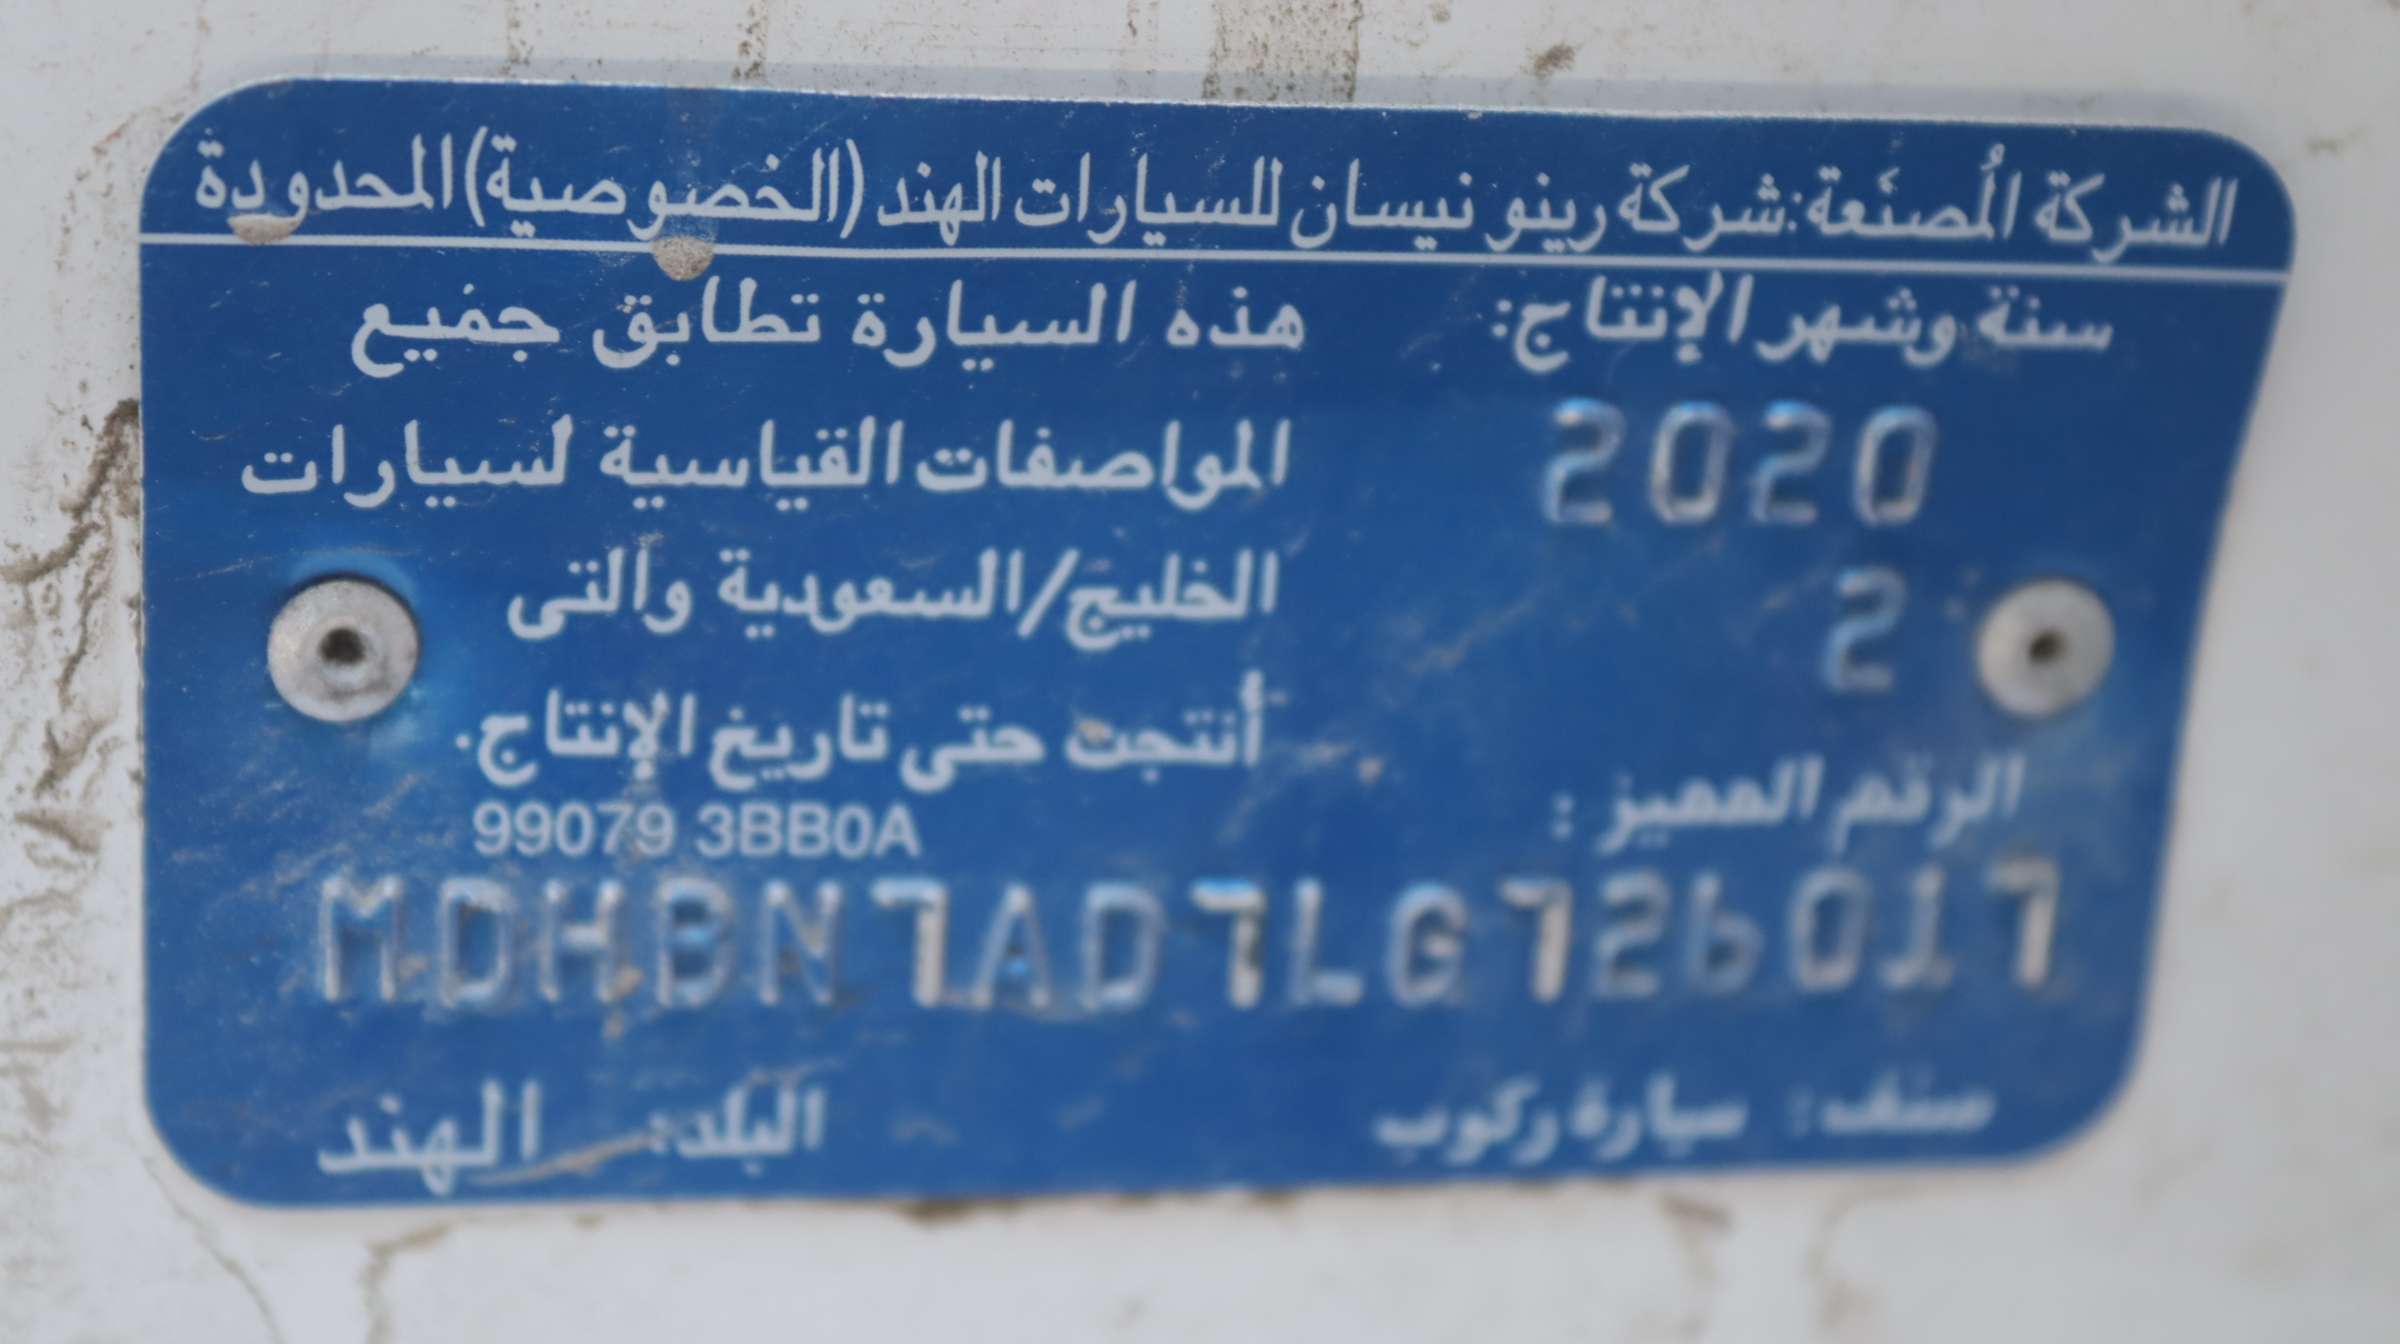 الشركة المُصنَعة:شركة رينو نيسان للسيارات الهند (الخصوصية) المحدودة
سنة وشهر الإنتاج:
2020
2
هذه السيارة تطابق جميع
المواصفات القياسية لسيارات
الخليج/السعودية والتى
أنتجت حتى تاريخ الإنتاج.
99079 3BB0A
الرقم المميز :
MDHBN7AD7LG726017
صنف: سيارة ركوب
البلد: الهند